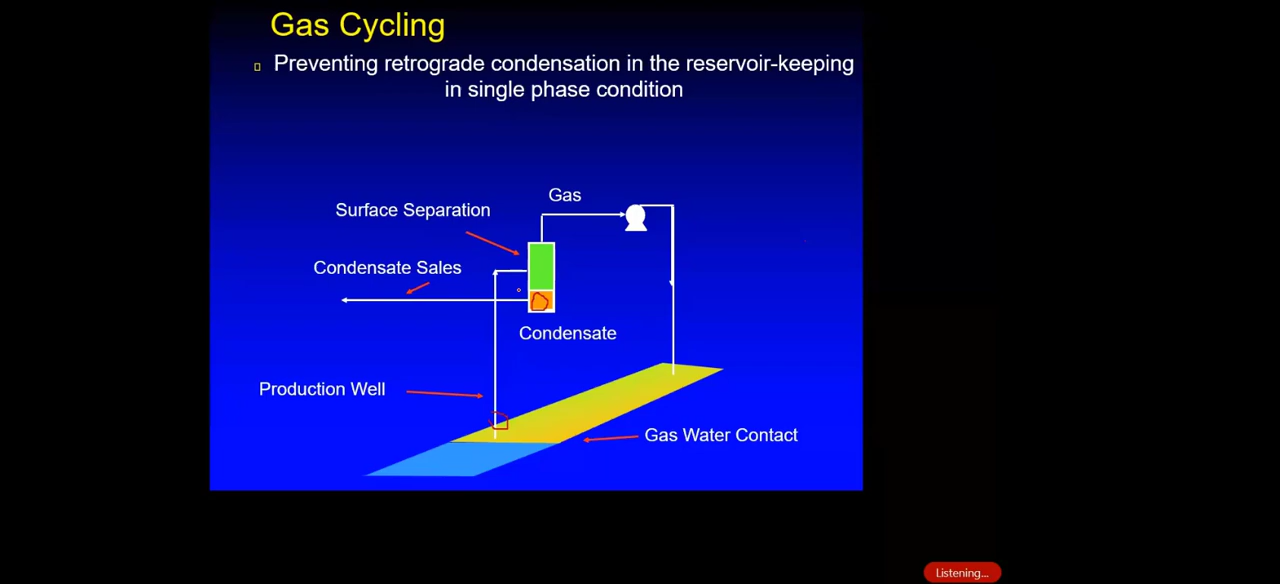 Gas Cycling
Preventing retrograde condensation in the reservoir-keeping
in single phase condition
Gas
Surface Separation
Condensate Sales
Condensate
Production Well
Gas Water Contact
Listening...